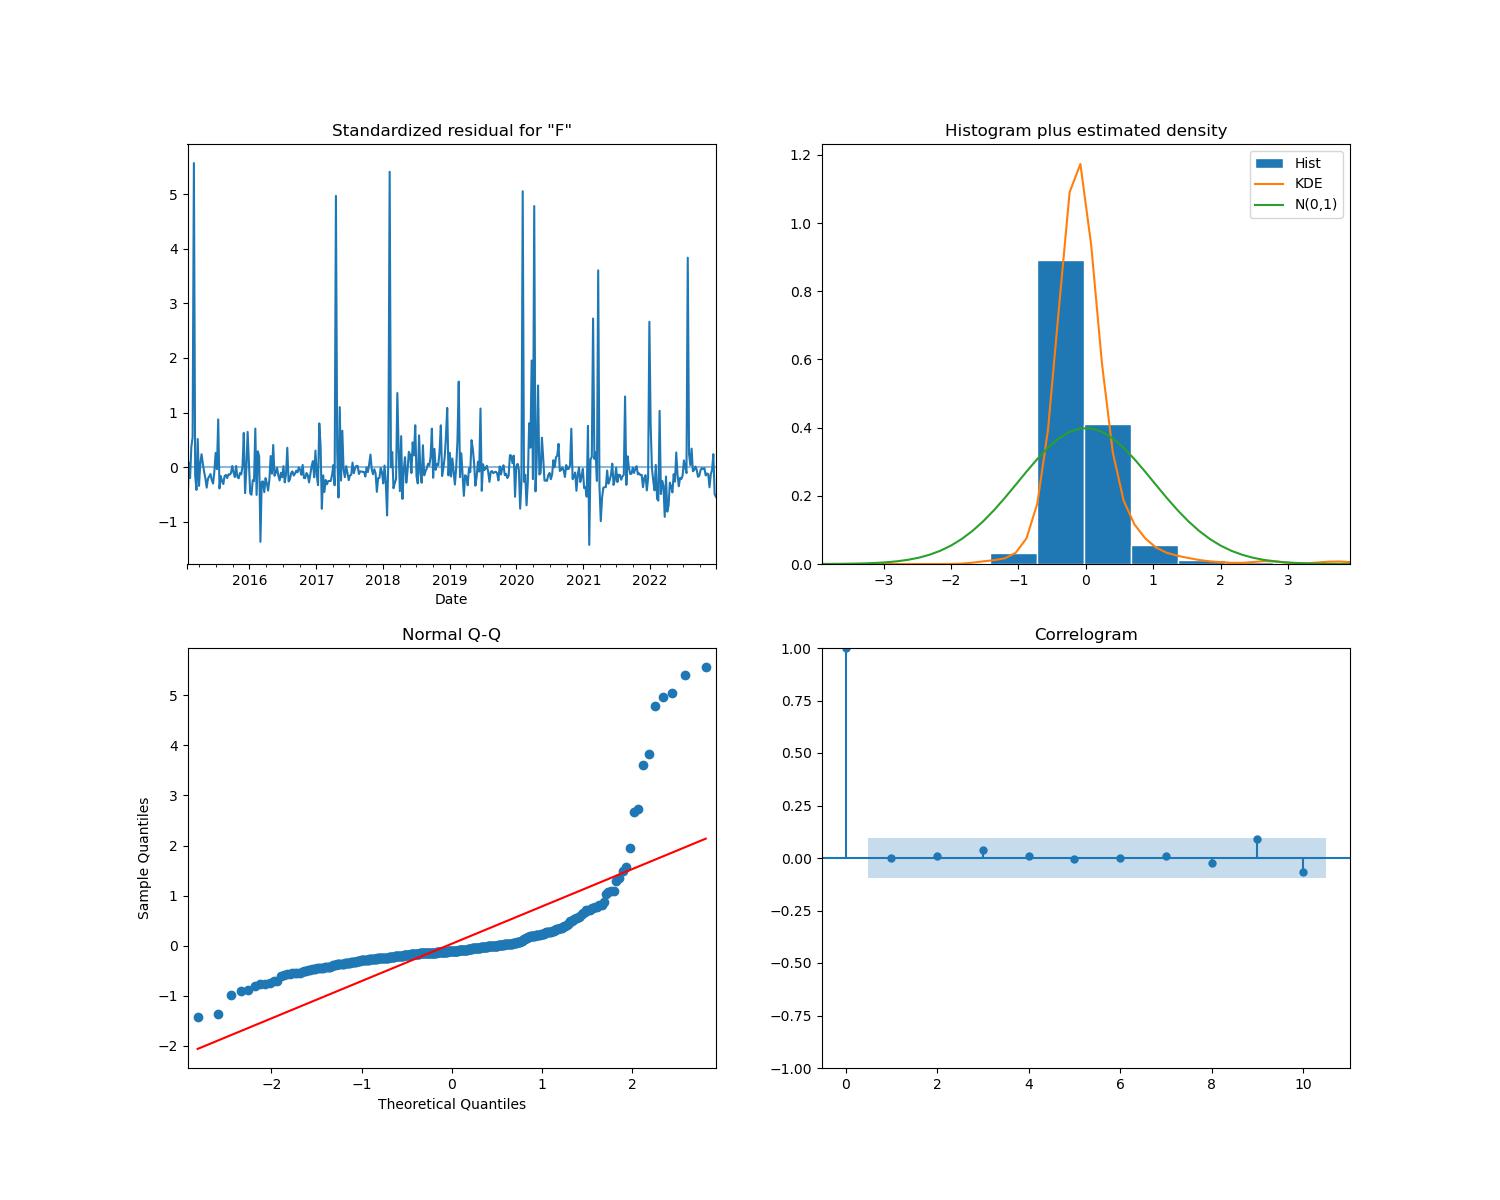 Standardized residual for "F"
5
4
3
2
1
0
−1
2016 2017 2018 2019 2020 2021 2022
Date
Histogram plus estimated density
1.2
1.0
0.8
0.6
0.4
0.2
0.0
−3 −2 −1 0 1 2 3
Hist
KDE
N(0,1)
Normal Q-Q
Sample Quantiles
5
4
3
2
1
0
−1
−2
−2 −1 0 1 2
Theoretical Quantiles
Correlogram
1.00
0.75
0.50
0.25
0.00
−0.25
−0.50
−0.75
−1.00
0 2 4 6 8 10